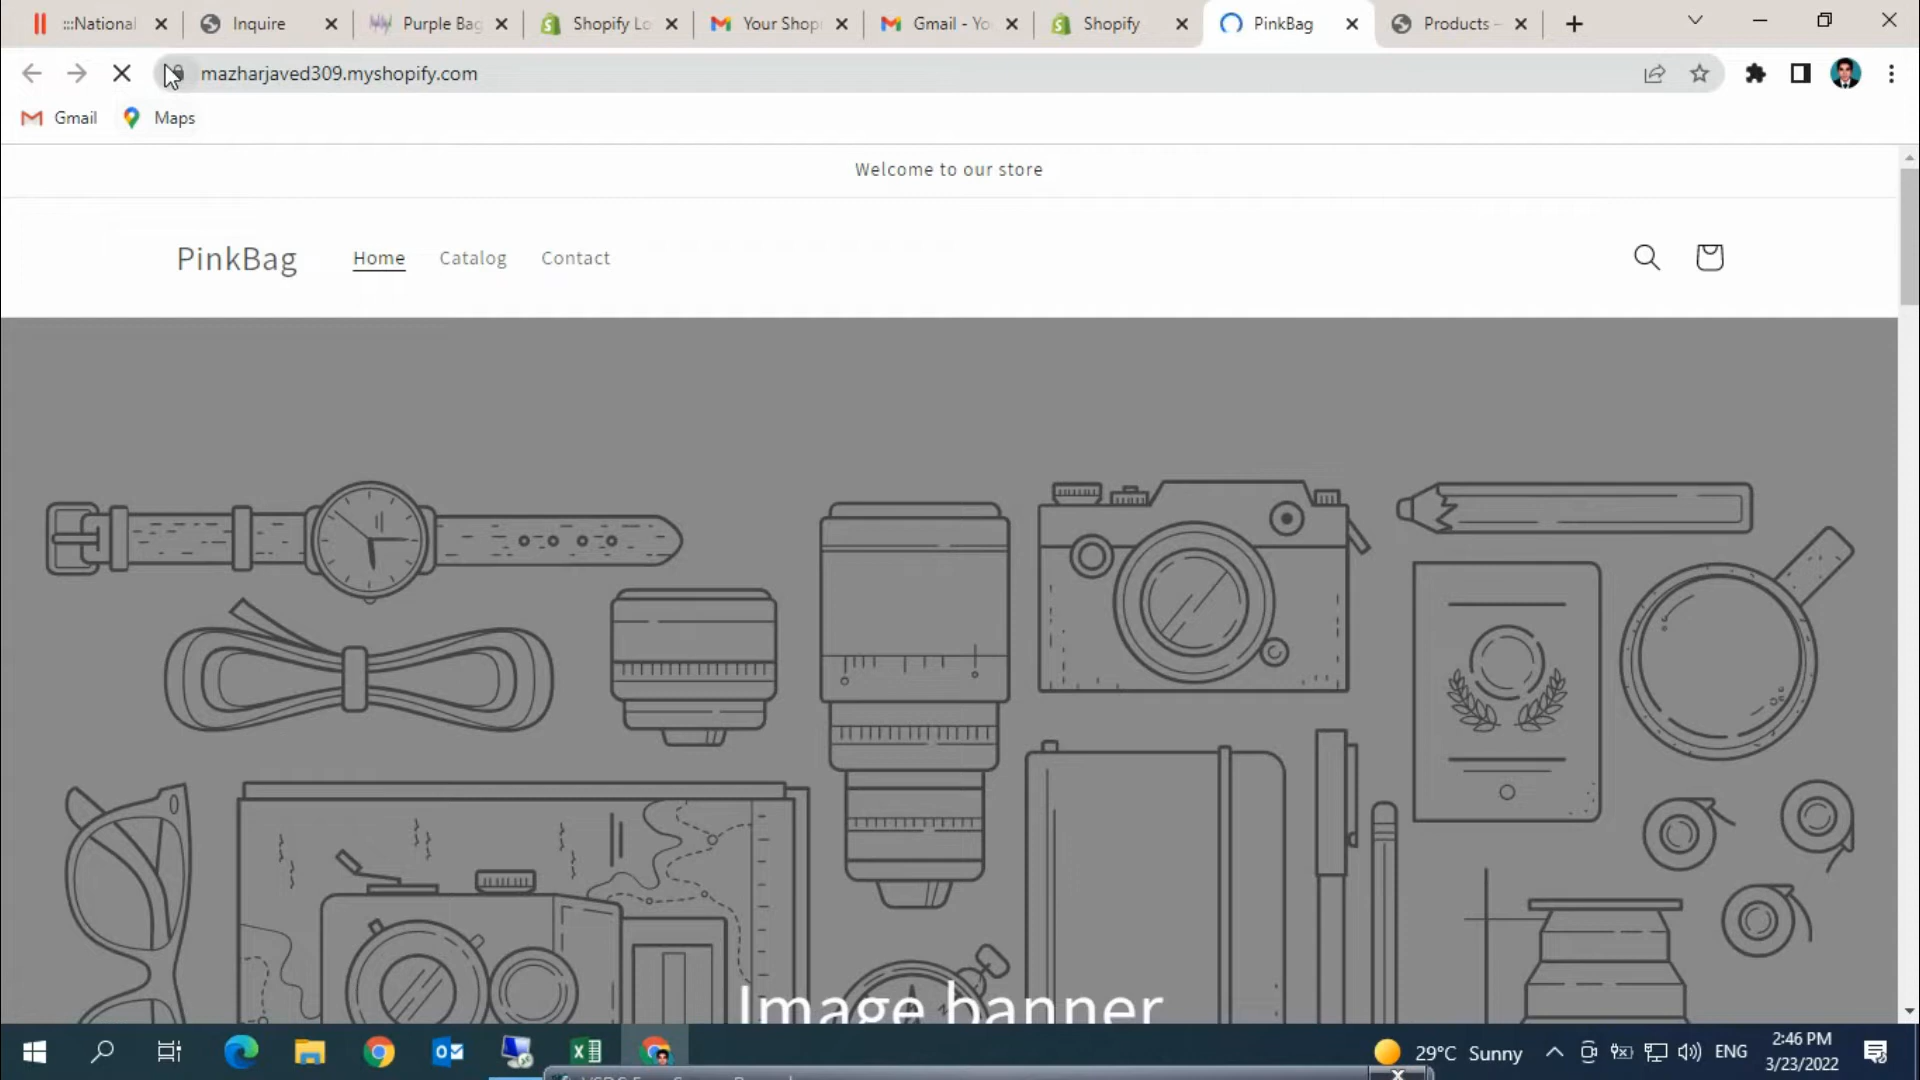 :::National
Inquire
Purple Bag
Shopify Lo
Your Shop
Gmail - Yo
Shopify
PinkBag
Products -
mazharjaved309.myshopify.com
Gmail
Maps
Welcome to our store
PinkBag
Home
Catalog
Contact
Image banner
29°C Sunny
ENG
2:46 PM
3/23/2022